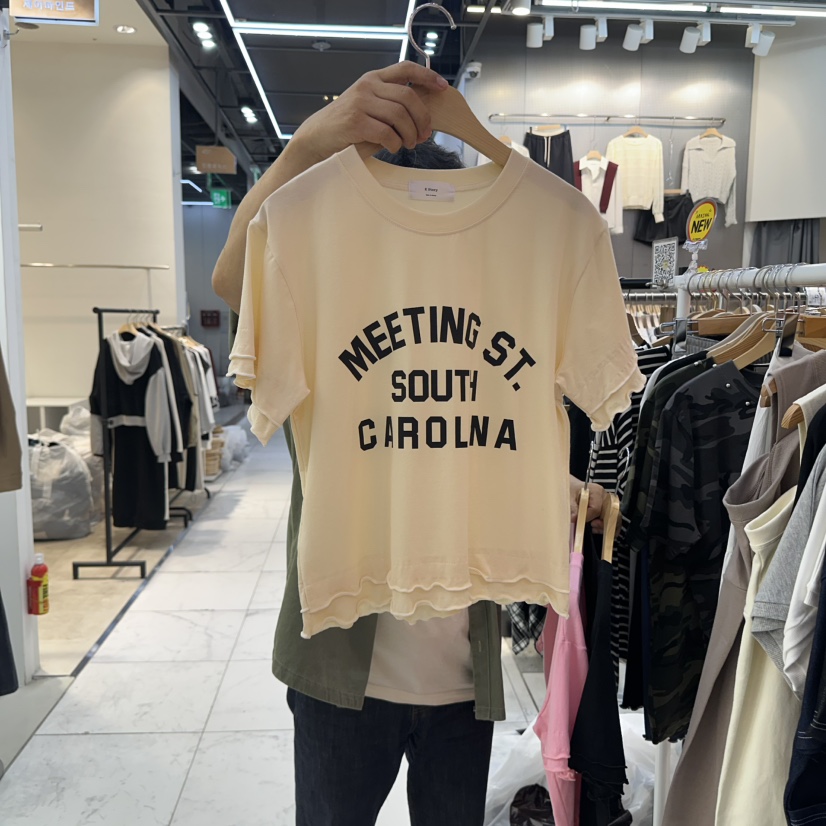 MEETING ST.
SOUTH
CAROLNA
NEW